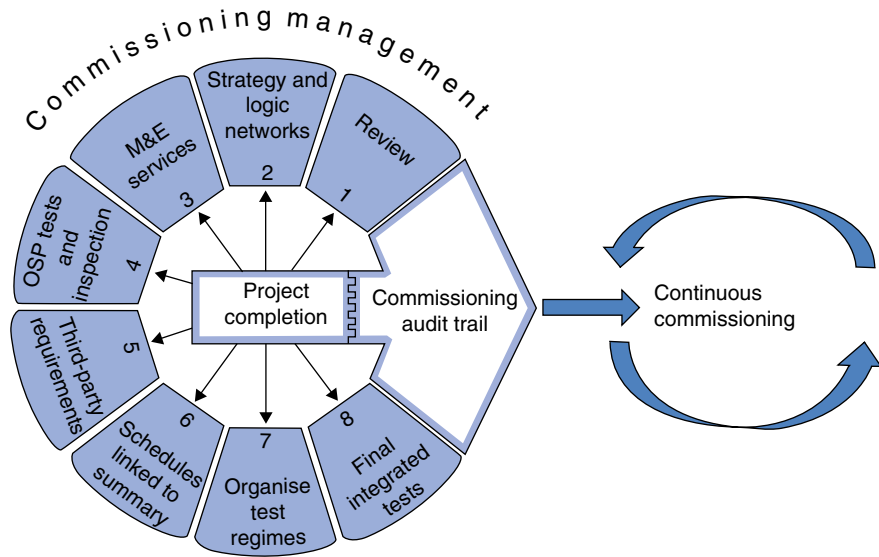 Commissioning management
Review
1
Strategy and
logic
networks
2
M&E
services
3
OSP tests
and
inspection
4
Third-party
requirements
5
Schedules
linked to
summary
6
Organise
test
regimes
7
Final
integrated
tests
8
Project
completion
Commissioning
audit trail
Continuous
commissioning